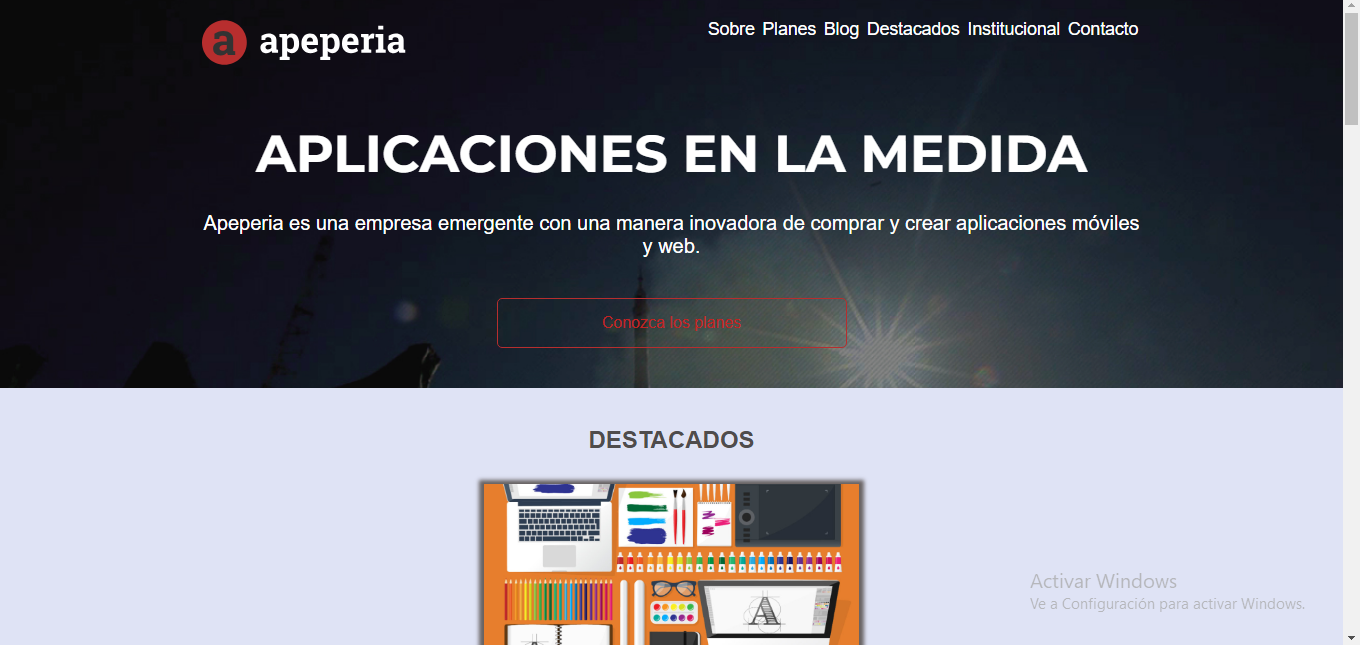 a apeperia
Sobre Planes Blog Destacados Institucional Contacto
APLICACIONES EN LA MEDIDA
Apeperia es una empresa emergente con una manera inovadora de comprar y crear aplicaciones móviles
y web.
Conozca los planes
DESTACADOS
A
Activar Windows
Ve a Configuración para activar Windows.